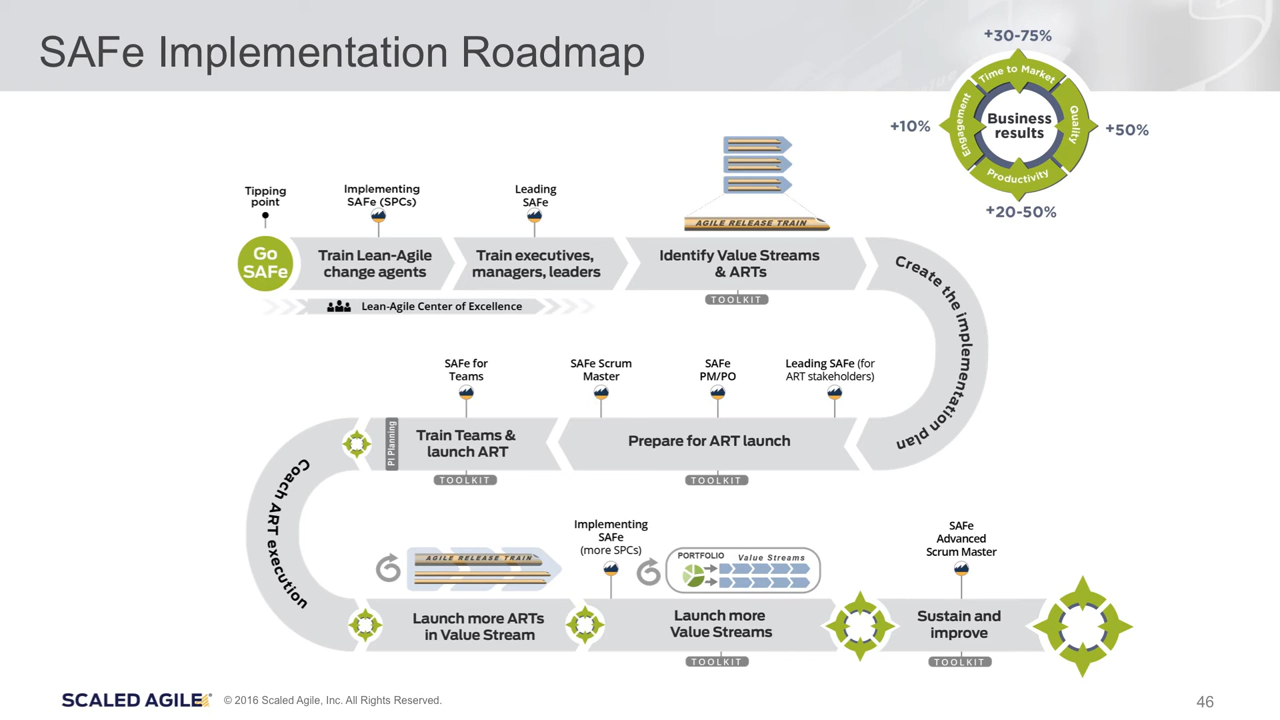 SAFe Implementation Roadmap
+30-75%
Time to Market
+10%
Engagement
Business
results
Quality
+50%
Productivity
+20-50%
Tipping
point
Implementing
SAFe (SPCs)
Leading
SAFe
AGILE RELEASE TRAIN
Go
SAFe
Train Lean-Agile
change agents
Train executives,
managers, leaders
Identify Value Streams
& ARTs
TOOLKIT
Lean-Agile Center of Excellence
Create the implementation plan
SAFe for
Teams
SAFe Scrum
Master
SAFe
PM/PO
Leading SAFe (for
ART stakeholders)
PI Planning
Train Teams &
launch ART
Prepare for ART launch
TOOLKIT
TOOLKIT
Coach ART execution
AGILE RELEASE TRAIN
Implementing
SAFe
(more SPCs)
PORTFOLIO
Value Streams
SAFe
Advanced
Scrum Master
Launch more ARTs
in Value Stream
Launch more
Value Streams
Sustain and
improve
TOOLKIT
TOOLKIT
SCALED AGILE®
© 2016 Scaled Agile, Inc. All Rights Reserved.
46